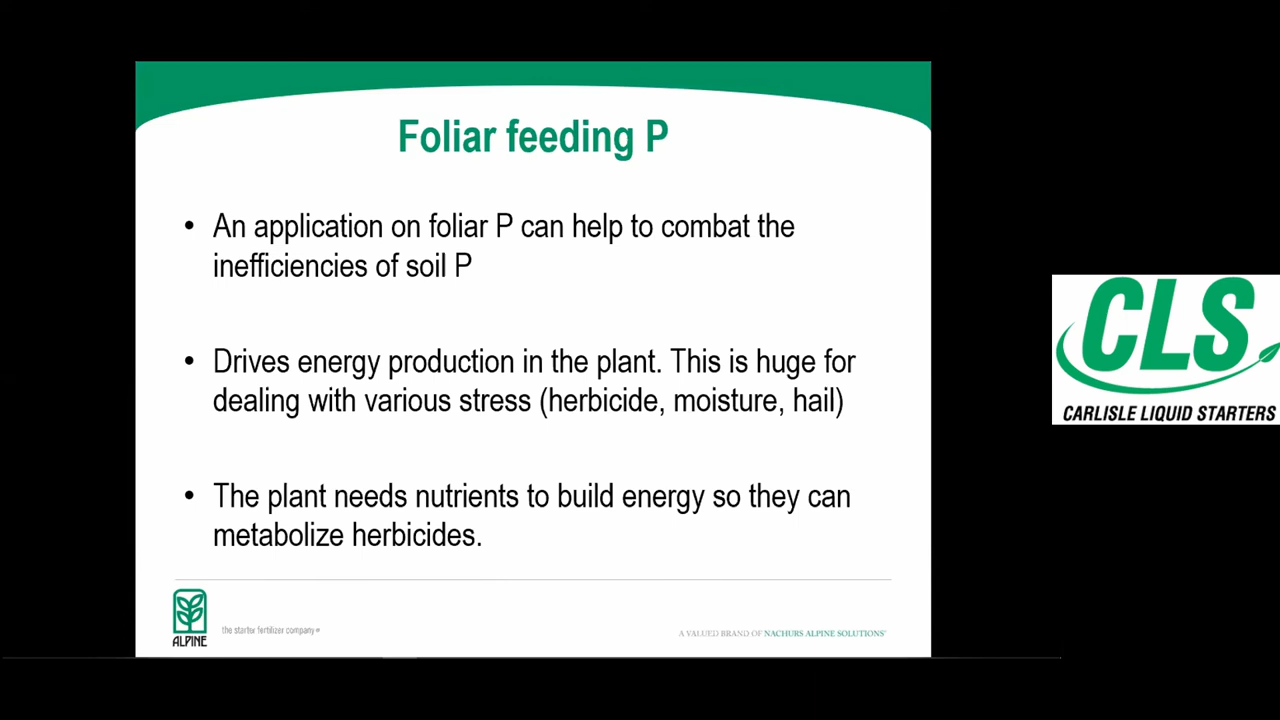 Foliar feeding P
• An application on foliar P can help to combat the
inefficiencies of soil P
• Drives energy production in the plant. This is huge for
dealing with various stress (herbicide, moisture, hail)
• The plant needs nutrients to build energy so they can
metabolize herbicides.
ALPINE
the starter fertilizer company
A VALUED BRAND OF NACHURS ALPINE SOLUTIONS
CLS
CARLISLE LIQUID STARTERS